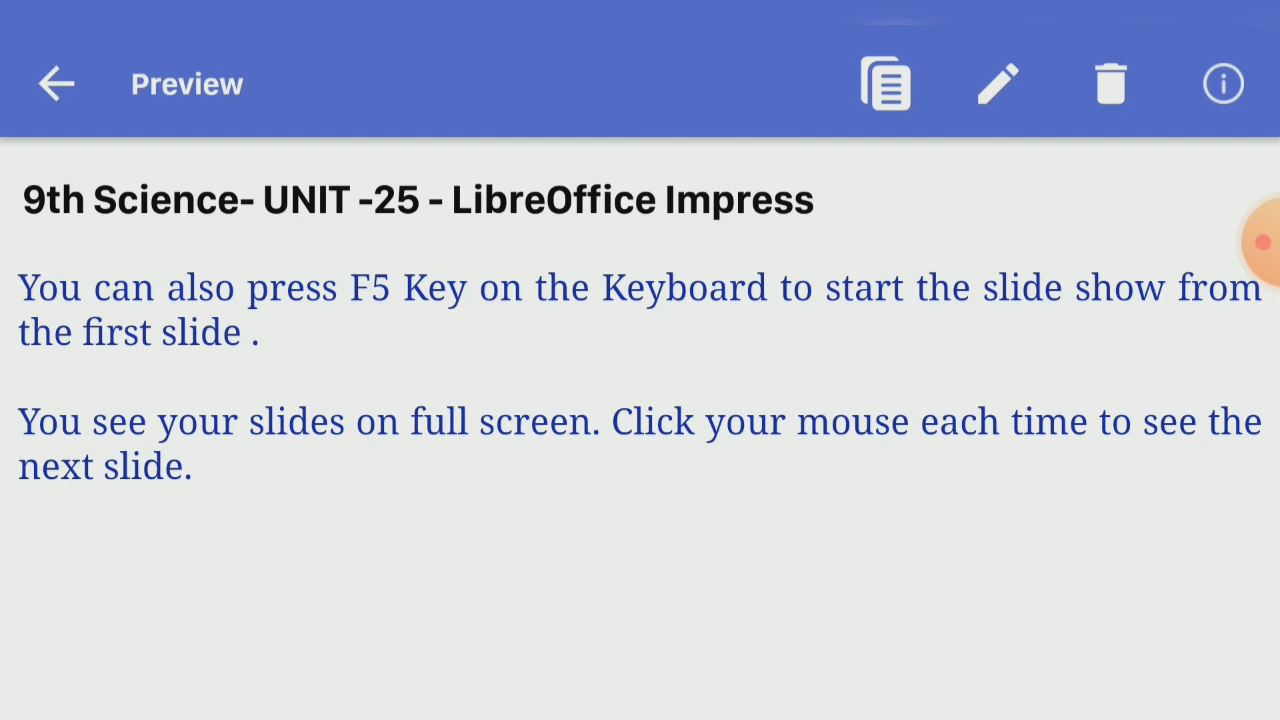 Preview
9th Science- UNIT -25 - LibreOffice Impress
You can also press F5 Key on the Keyboard to start the slide show from
the first slide .
You see your slides on full screen. Click your mouse each time to see the
next slide.